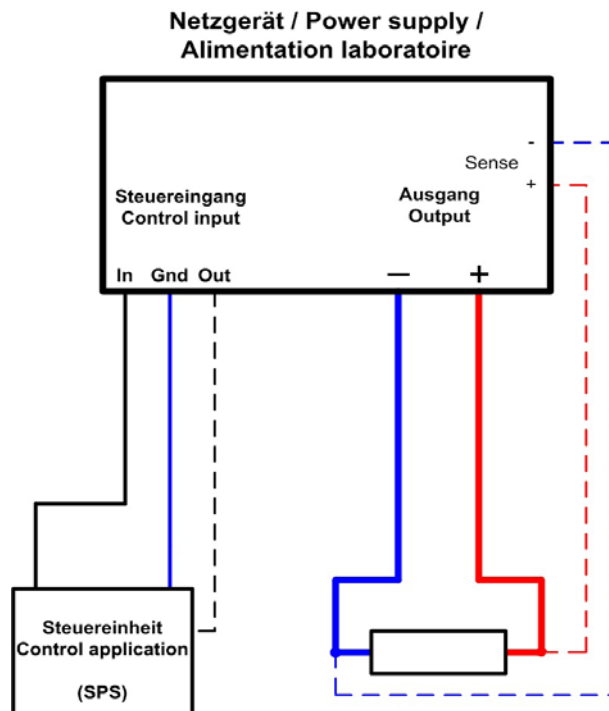 Netzgerät / Power supply /
Alimentation laboratoire
-
Sense
+
Steuereingang
Control input
Ausgang
Output
In Gnd Out
— +
Steuereinheit
Control application
(SPS)